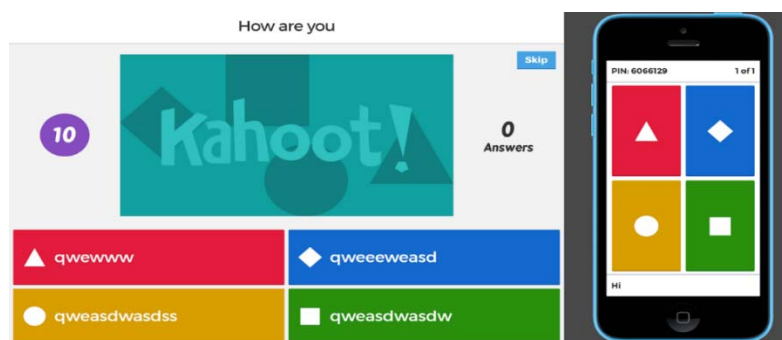 How are you
Skip
10
Kahoot!
0
Answers
qwewww
qweeeweasd
qweasdwasdss
qweasdwasdw
PIN: 6066129
1 of 1
Hi